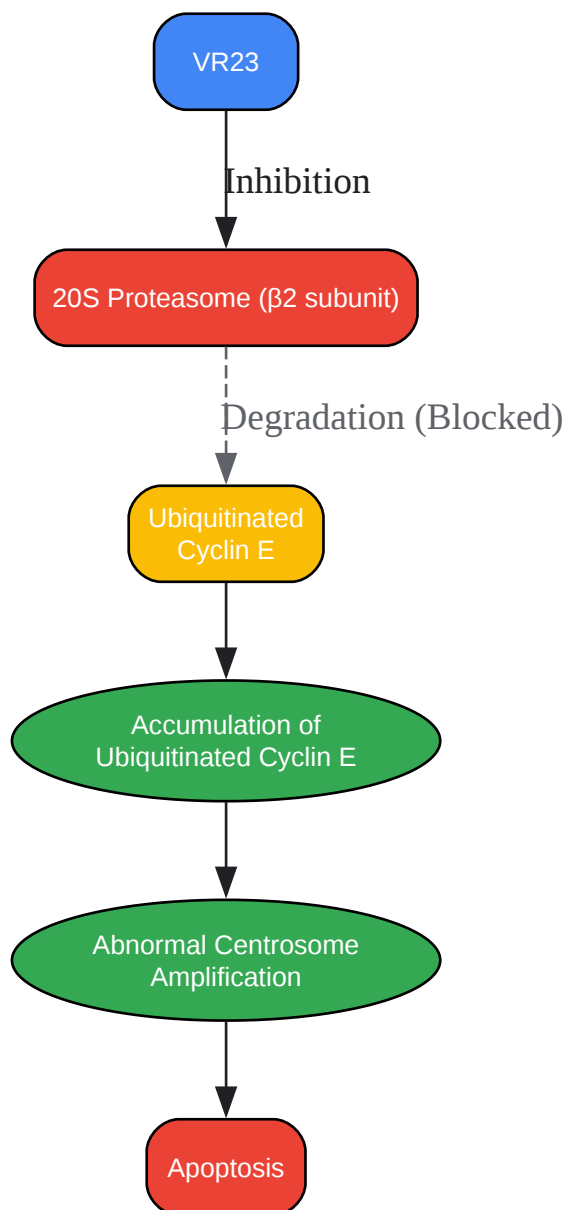 VR23
Inhibition
20S Proteasome (β2 subunit)
Degradation (Blocked)
Ubiquitinated
Cyclin E
Accumulation of
Ubiquitinated Cyclin E
Abnormal Centrosome
Amplification
Apoptosis